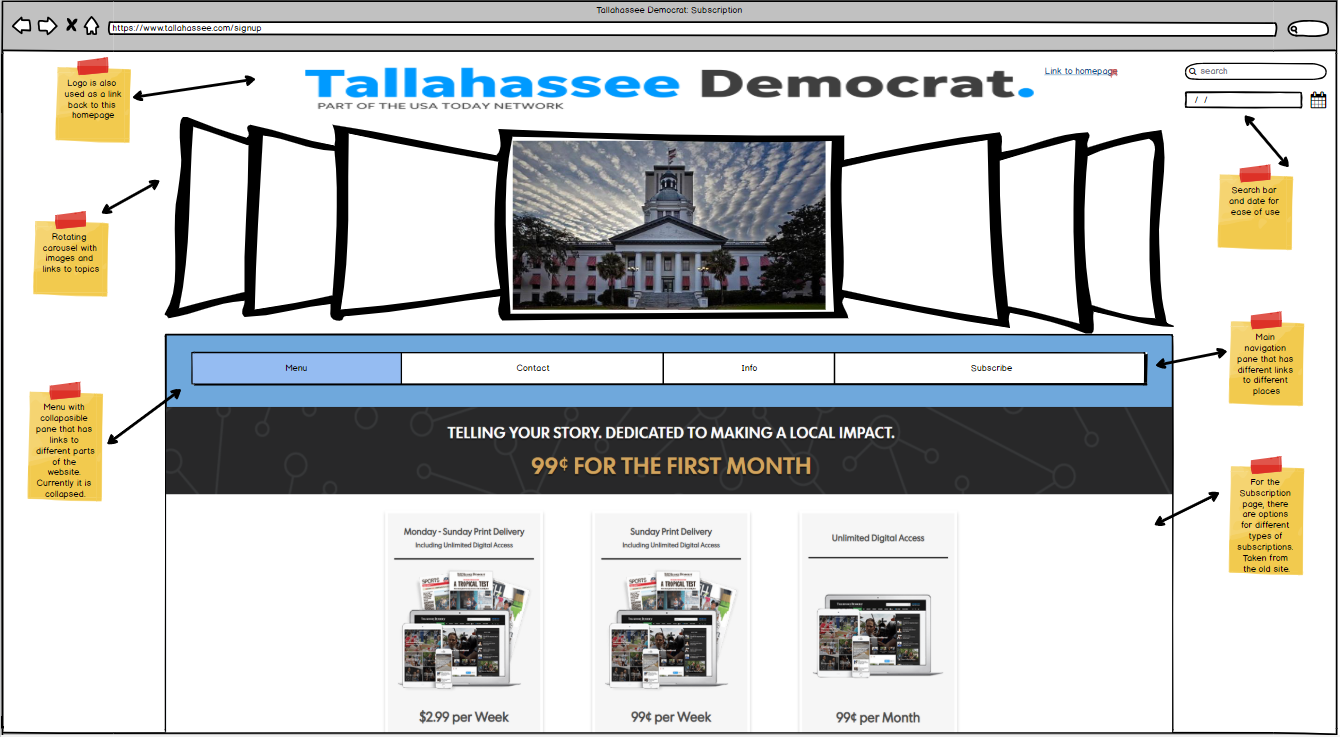 Tallahassee Democrat: Subscription
https://www.tallahassee.com/signup
Logo is also
used as a link
back to this
homepage
Tallahassee Democrat.
PART OF THE USA TODAY NETWORK
Link to homepage
search
/ /
Search bar
and date for
ease of use
Rotating
carousel with
images and
links to topics
Menu
Contact
Info
Subscribe
Main
navigation
pane that has
different links
to different
places
Menu with
collapasible
pane that has
links to
different parts
of the
website.
Currently it is
collapsed.
TELLING YOUR STORY. DEDICATED TO MAKING A LOCAL IMPACT.
99¢ FOR THE FIRST MONTH
For the
Subscription
page, there
are options
for different
types of
subscriptions.
Taken from
the old site.
Monday - Sunday Print Delivery
Including Unlimited Digital Access
SPORTS
A TROPICAL TEST
$2.99 per Week
Sunday Print Delivery
Including Unlimited Digital Access
SPORTS
A TROPICAL TEST
99¢ per Week
Unlimited Digital Access
99¢ per Month